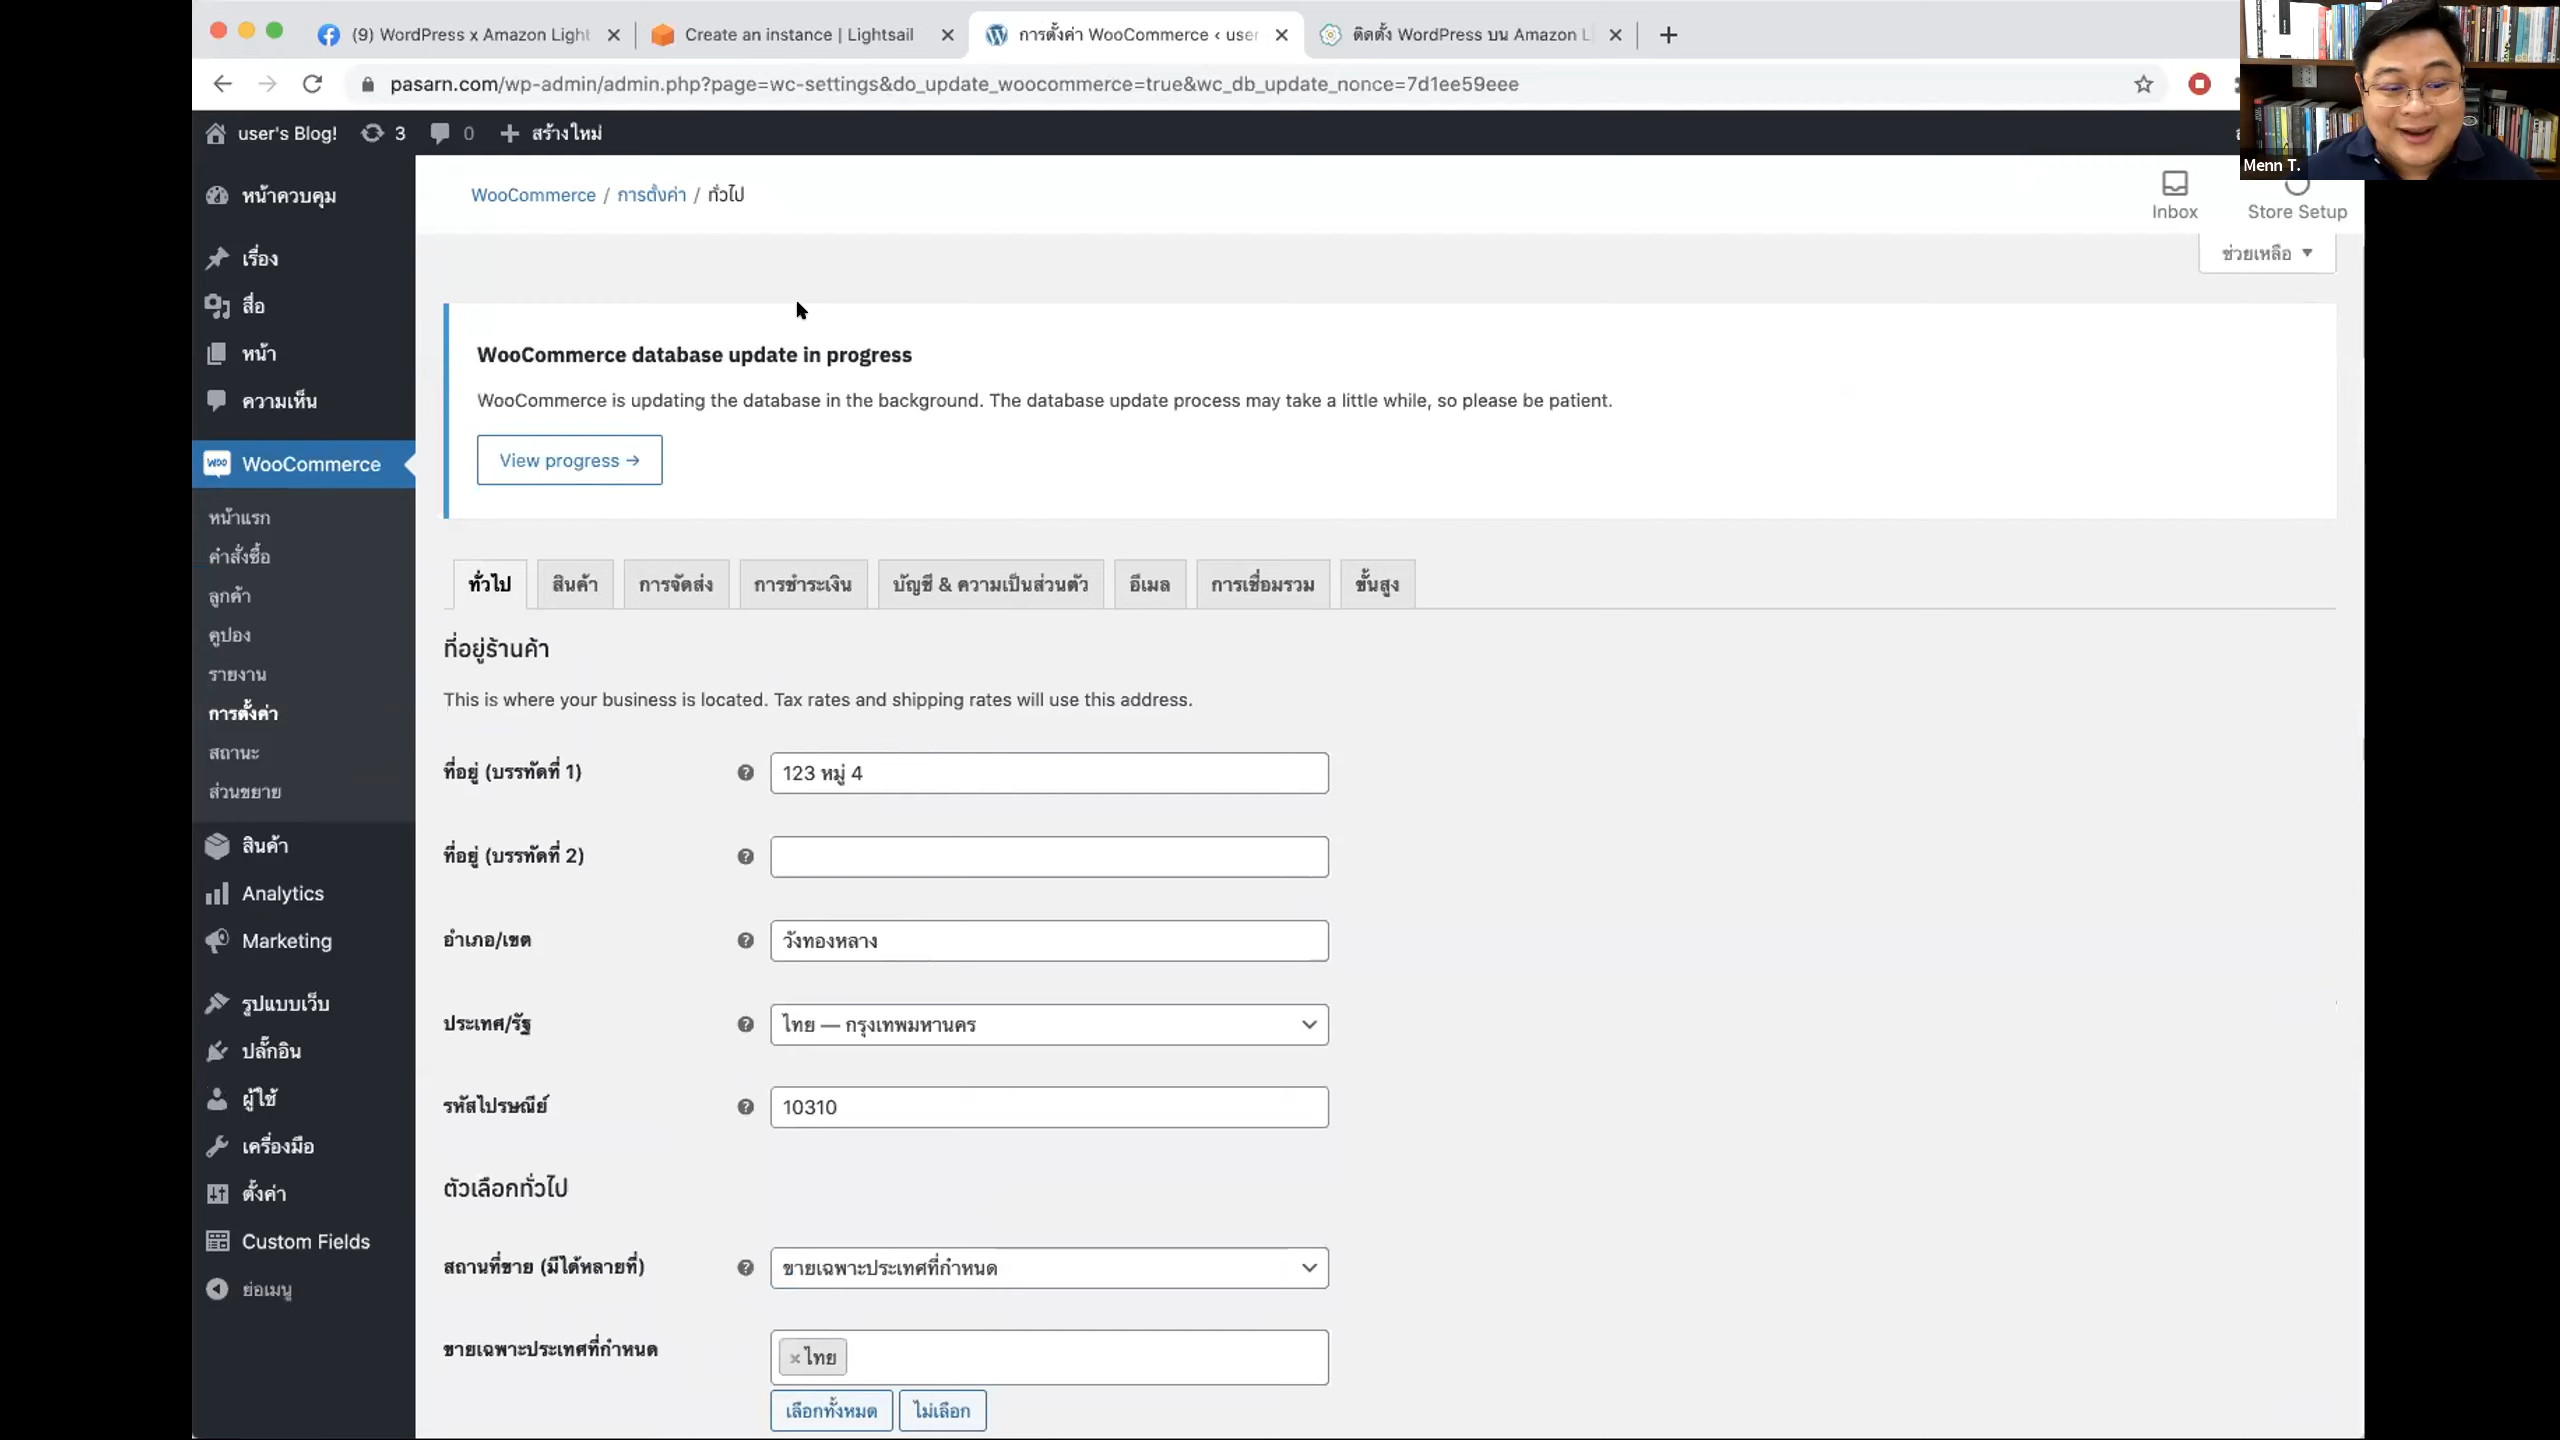 (9) WordPress x Amazon Light
Create an instance | Lightsail
การตั้งค่า WooCommerce ‹ user
ติดตั้ง WordPress บน Amazon L
pasarn.com/wp-admin/admin.php?page=wc-settings&do_update_woocommerce=true&wc_db_update_nonce=7d1ee59eee
Menn T.
user's Blog!
3
0
สร้างใหม่
WooCommerce / การตั้งค่า / ทั่วไป
Inbox
Store Setup
ช่วยเหลือ
หน้าควบคุม
เรื่อง
สื่อ
หน้า
ความเห็น
WooCommerce
หน้าแรก
คำสั่งซื้อ
ลูกค้า
คูปอง
รายงาน
การตั้งค่า
สถานะ
ส่วนขยาย
สินค้า
Analytics
Marketing
รูปแบบเว็บ
ปลั๊กอิน
ผู้ใช้
เครื่องมือ
ตั้งค่า
Custom Fields
ย่อเมนู
WooCommerce database update in progress
WooCommerce is updating the database in the background. The database update process may take a little while, so please be patient.
View progress →
ทั่วไป
สินค้า
การจัดส่ง
การชำระเงิน
บัญชี & ความเป็นส่วนตัว
อีเมล
การเชื่อมรวม
ขั้นสูง
ที่อยู่ร้านค้า
This is where your business is located. Tax rates and shipping rates will use this address.
ที่อยู่ (บรรทัดที่ 1)
123 หมู่ 4
ที่อยู่ (บรรทัดที่ 2)
อำเภอ/เขต
วังทองหลาง
ประเทศ/รัฐ
ไทย — กรุงเทพมหานคร
รหัสไปรษณีย์
10310
ตัวเลือกทั่วไป
สถานที่ขาย (มีได้หลายที่)
ขายเฉพาะประเทศที่กำหนด
ขายเฉพาะประเทศที่กำหนด
×ไทย
เลือกทั้งหมด
ไม่เลือก